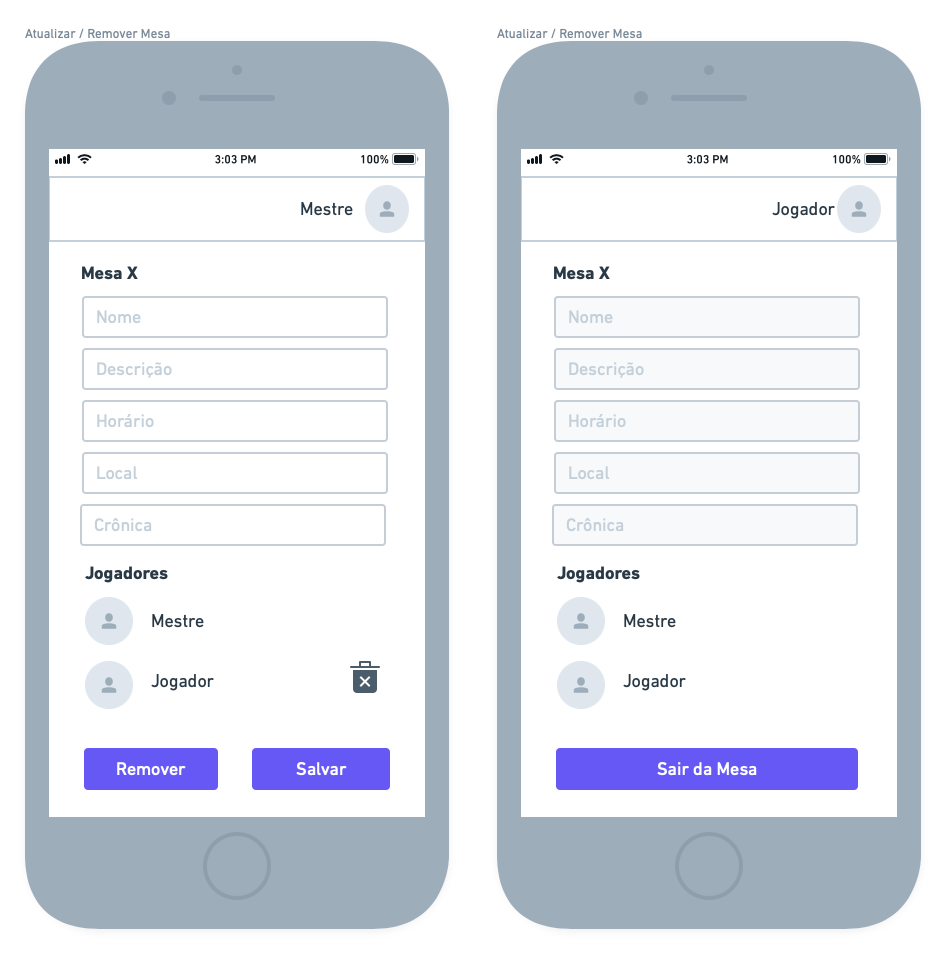 Atualizar / Remover Mesa
3:03 PM
100%
Mestre
Mesa X
Nome
Descrição
Horário
Local
Crônica
Jogadores
Mestre
Jogador
Remover
Salvar
Atualizar / Remover Mesa
3:03 PM
100%
Jogador
Mesa X
Nome
Descrição
Horário
Local
Crônica
Jogadores
Mestre
Jogador
Sair da Mesa